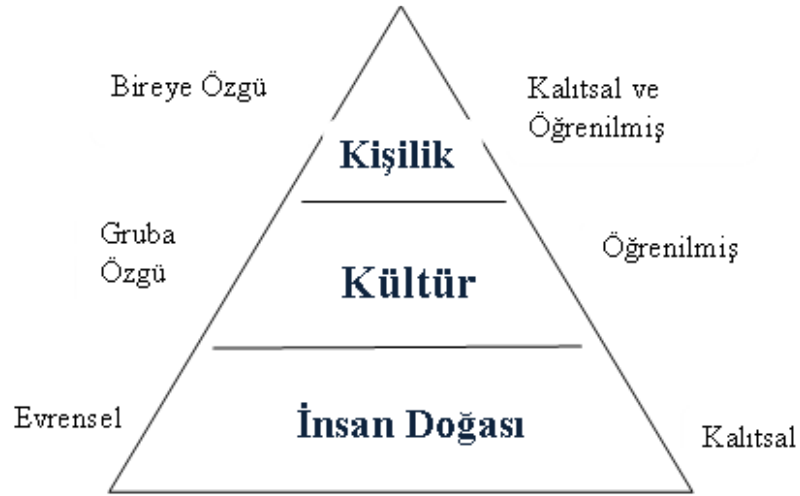 Bireye Özgü
Kalıtsal ve
Öğrenilmiş
Kişilik
Gruba
Özgü
Kültür
Öğrenilmiş
Evrensel
İnsan Doğası
Kalıtsal